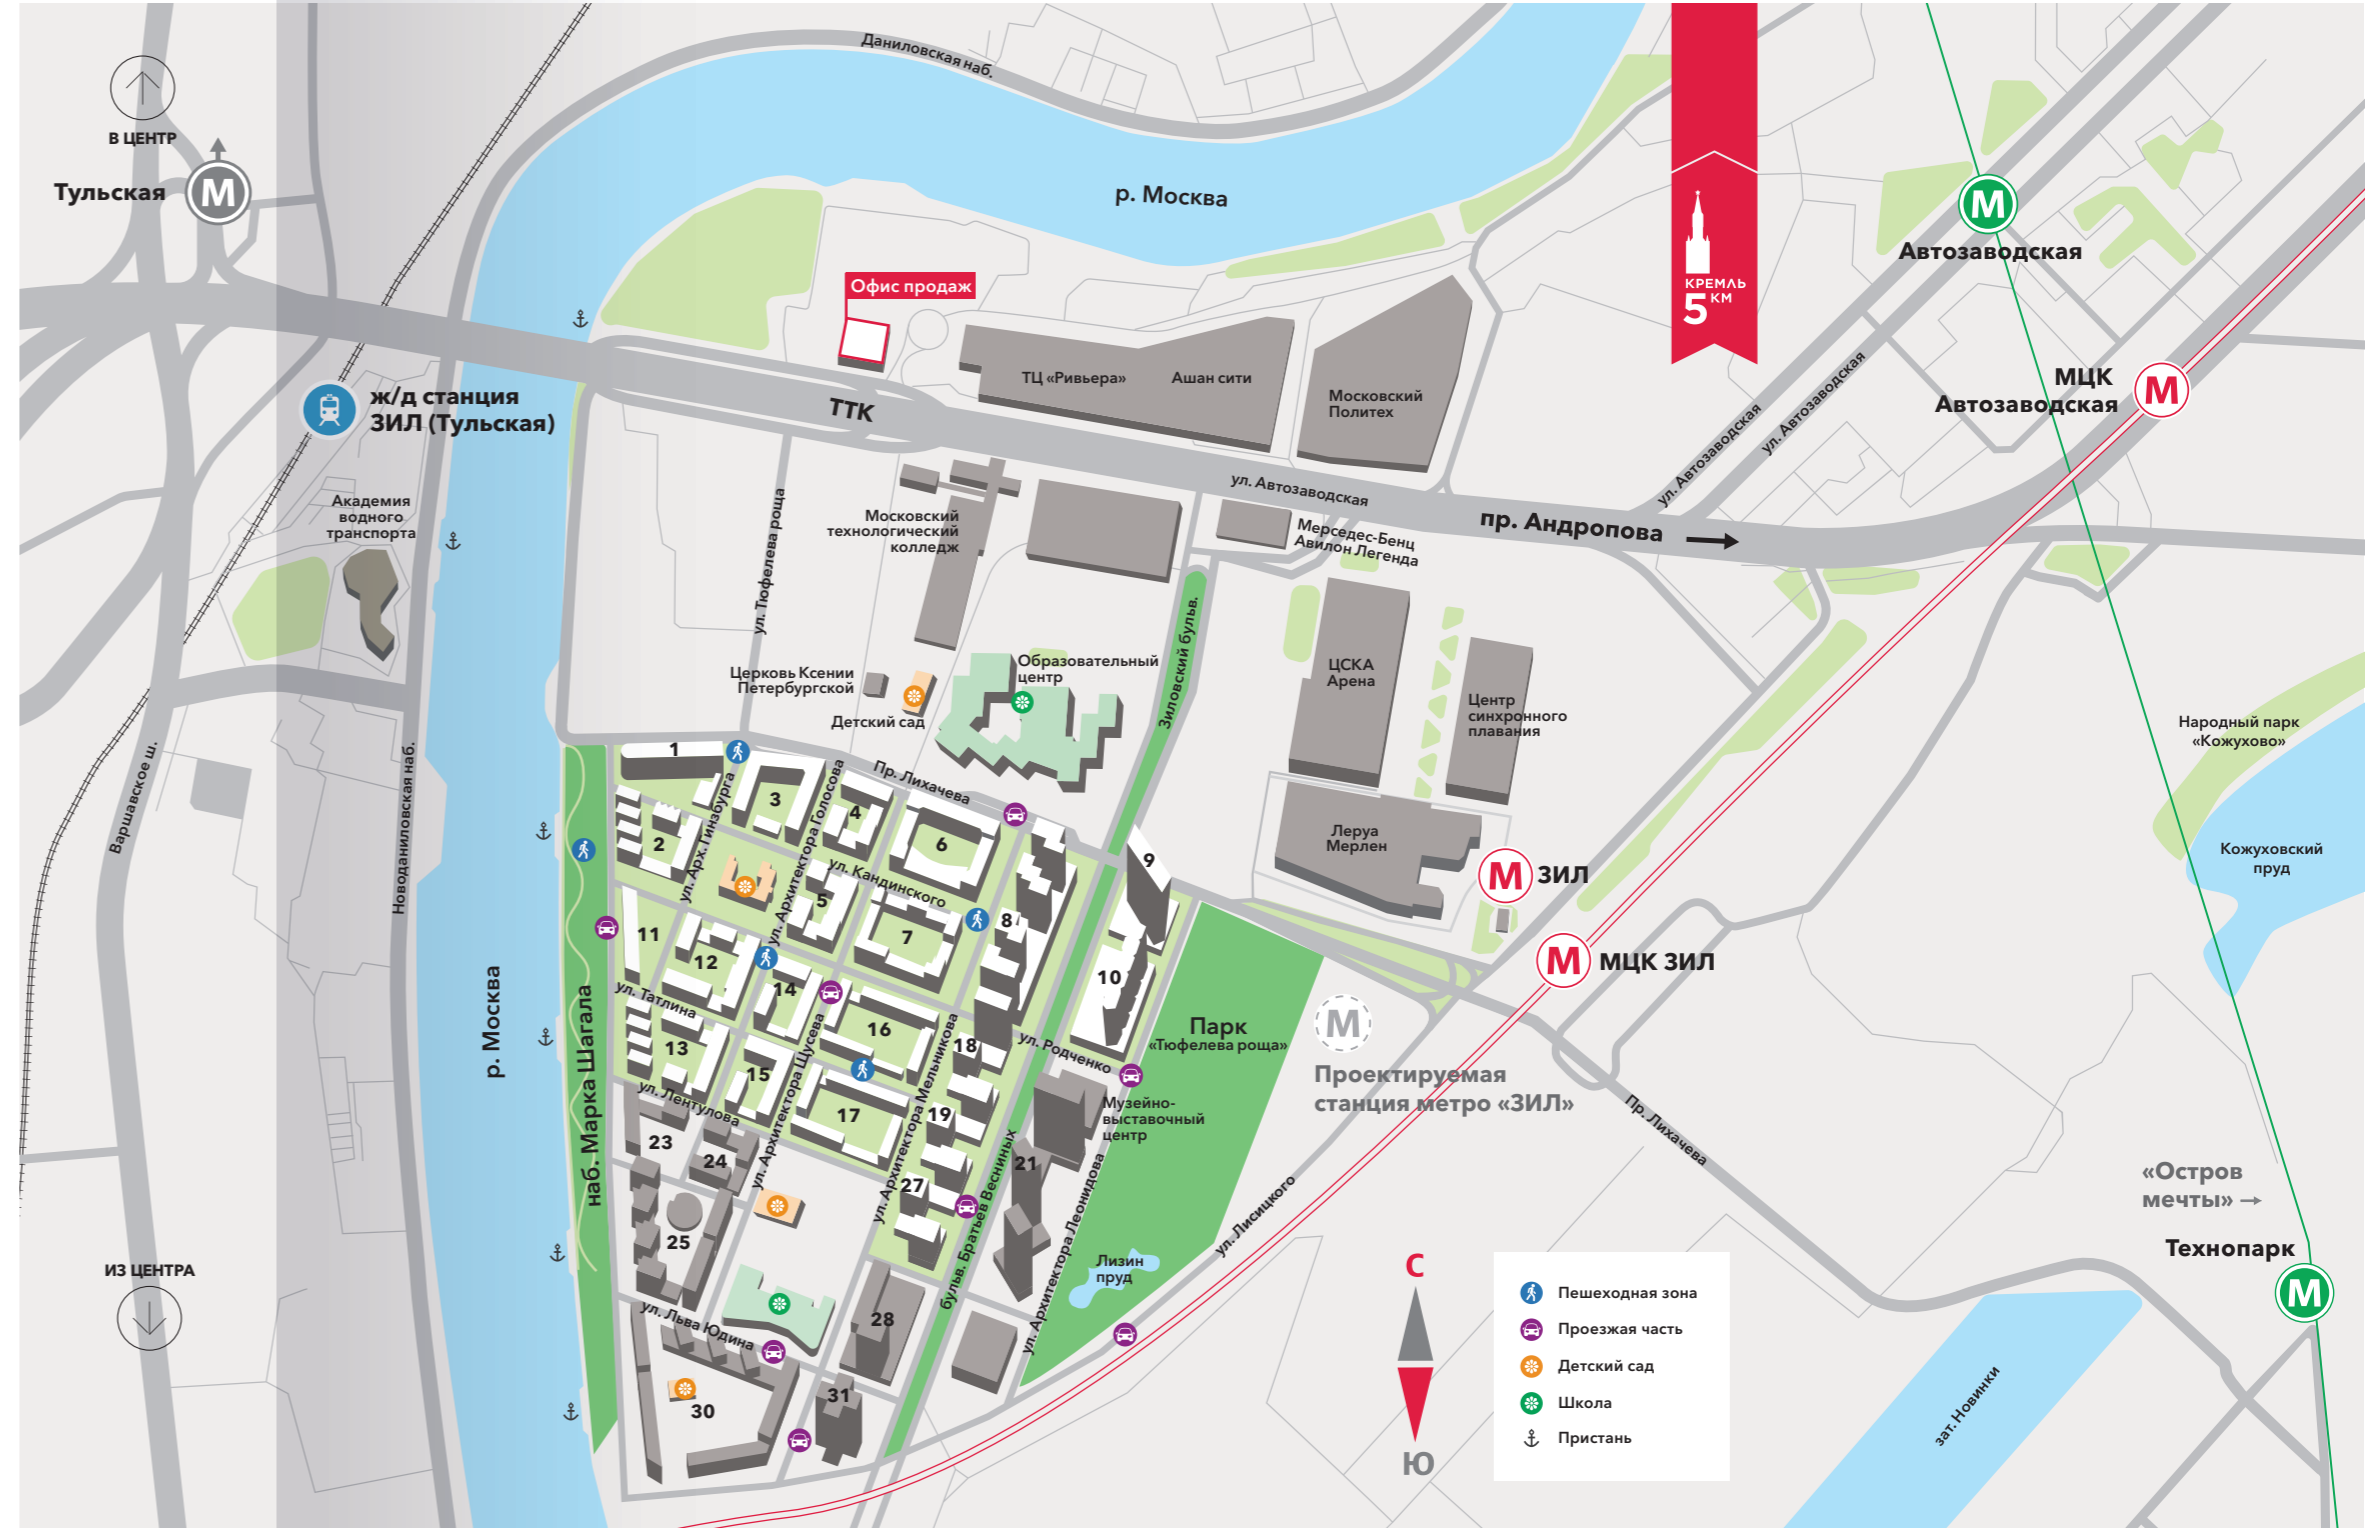 Даниловская наб.
В ЦЕНТР
М
Тульская
р. Москва
М
Автозаводская
Офис продаж
КРЕМЛЬ
5 КМ
ТЦ «Ривьера»
Ашан сити
Московский
Политех
МЦК
Автозаводская
М
ж/д станция
ЗИЛ (Тульская)
ТТК
ул. Автозаводская
ул. Автозаводская
ул. Автозаводская
пр. Андропова
Академия
водного
транспорта
Московский
технологический
колледж
Мерседес-Бенц
Авилон Легенда
ул. Тюфелева роща
Зиловский бульв.
Церковь Ксении
Петербургской
Детский сад
Образовательный
центр
ЦСКА
Арена
Центр
синхронного
плавания
Народный парк
«Кожухово»
Кожуховский
пруд
Леруа
Мерлен
М
ЗИЛ
М
МЦК ЗИЛ
Варшавское ш.
Новоданиловская наб.
р. Москва
наб. Марка Шагала
Пр. Лихачева
1
2
3
4
5
6
7
8
9
10
11
12
13
14
15
16
17
18
19
21
23
24
25
27
28
30
31
ул. Арх. Гинзбурга
ул. Архитектора Голосова
ул. Кандинского
ул. Татлина
ул. Лентулова
ул. Архитектора Щусева
ул. Архитектора Мельникова
ул. Родченко
бульв. Братьев Весниных
ул. Архитектора Леонидова
ул. Льва Юдина
Музейно-
выставочный
центр
Парк
«Тюфелева роща»
М
Проектируемая
станция метро «ЗИЛ»
Пр. Лихачева
ул. Лисицкого
Лизин
пруд
ИЗ ЦЕНТРА
«Остров
мечты» →
Технопарк
М
зат. Новинки
С
Ю
Пешеходная зона
Проезжая часть
Детский сад
Школа
Пристань